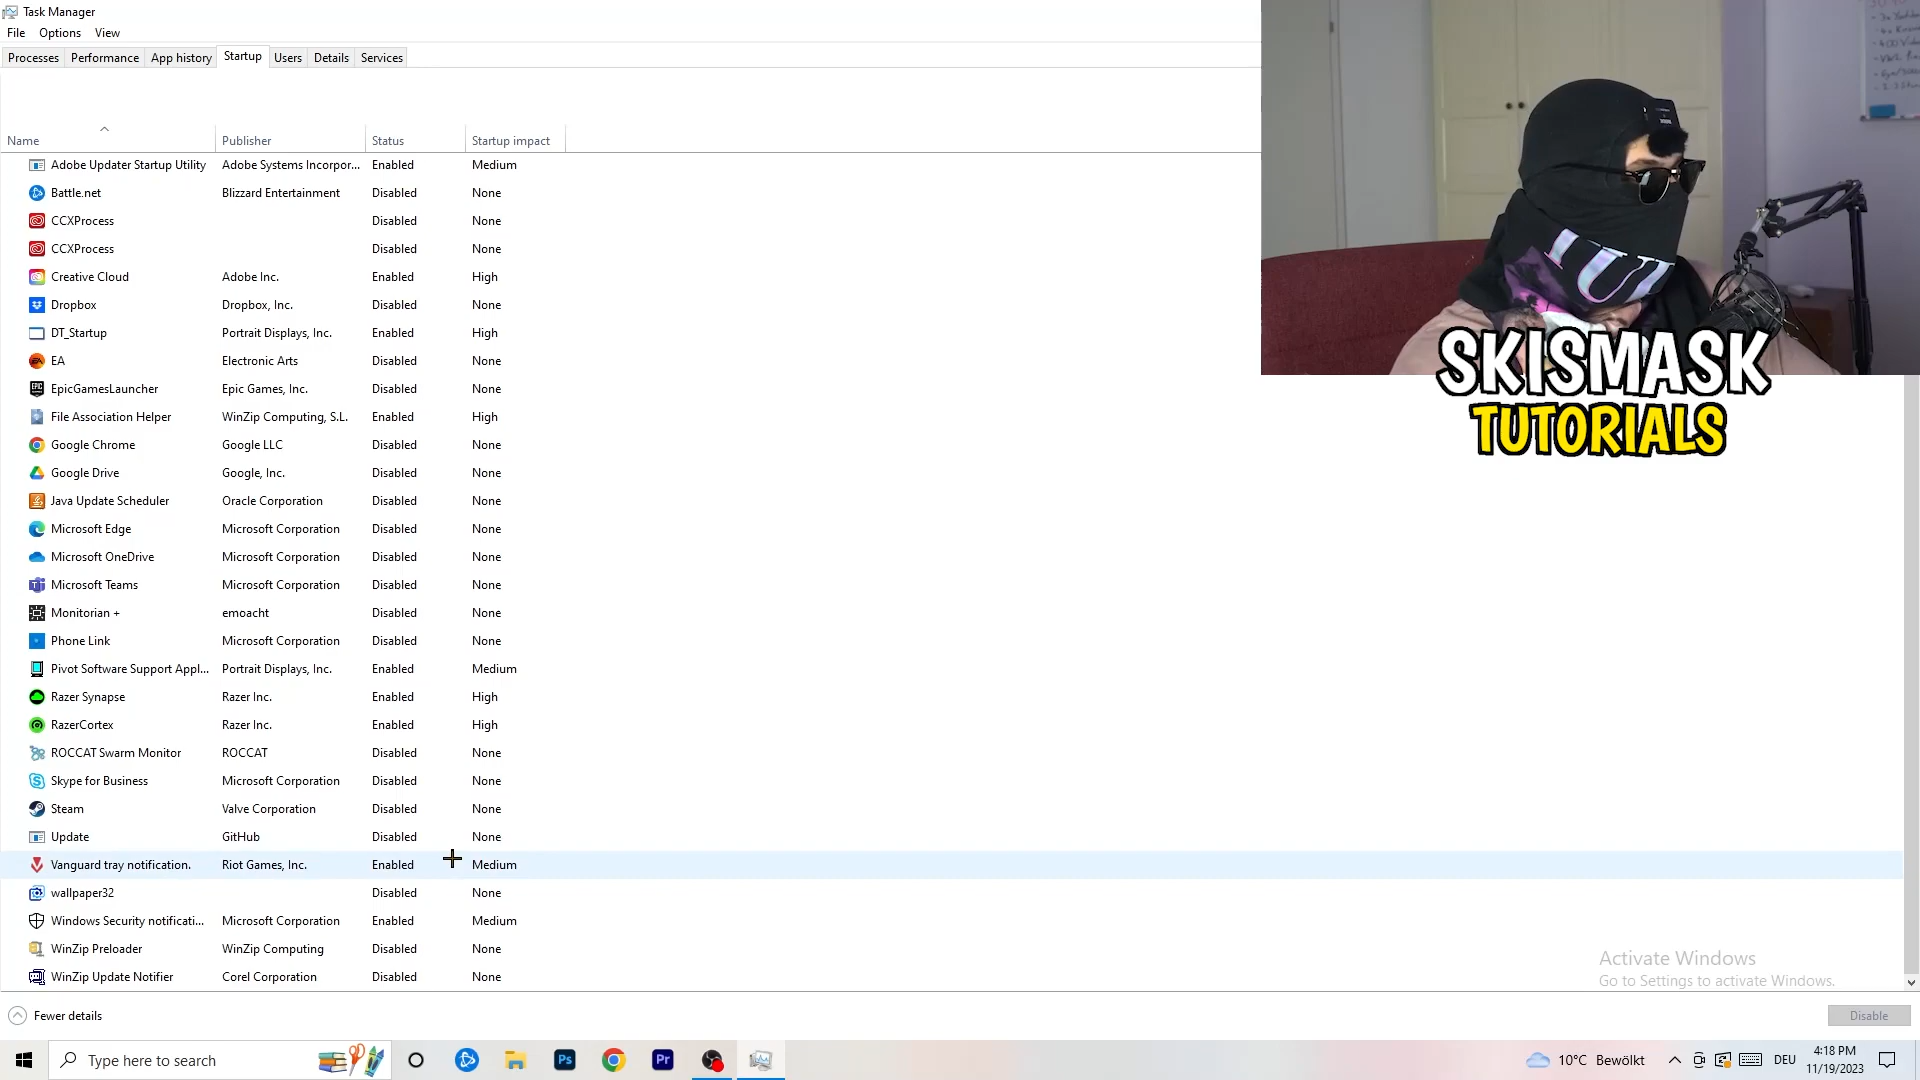 Task Manager
File Options View
Processes Performance App history Startup Users Details Services
Name Publisher Status Startup impact
Adobe Updater Startup Utility Adobe Systems Incorpor... Enabled Medium
Battle.net Blizzard Entertainment Disabled None
CCXProcess Disabled None
CCXProcess Disabled None
Creative Cloud Adobe Inc. Enabled High
Dropbox Dropbox, Inc. Disabled None
DT_Startup Portrait Displays, Inc. Enabled High
EA Electronic Arts Disabled None
EpicGamesLauncher Epic Games, Inc. Disabled None
File Association Helper WinZip Computing, S.L. Enabled High
Google Chrome Google LLC Disabled None
Google Drive Google, Inc. Disabled None
Java Update Scheduler Oracle Corporation Disabled None
Microsoft Edge Microsoft Corporation Disabled None
Microsoft OneDrive Microsoft Corporation Disabled None
Microsoft Teams Microsoft Corporation Disabled None
Monitorian + emoacht Disabled None
Phone Link Microsoft Corporation Disabled None
Pivot Software Support Appl... Portrait Displays, Inc. Enabled Medium
Razer Synapse Razer Inc. Enabled High
RazerCortex Razer Inc. Enabled High
ROCCAT Swarm Monitor ROCCAT Disabled None
Skype for Business Microsoft Corporation Disabled None
Steam Valve Corporation Disabled None
Update GitHub Disabled None
Vanguard tray notification. Riot Games, Inc. Enabled Medium
wallpaper32 Disabled None
Windows Security notificati... Microsoft Corporation Enabled Medium
WinZip Preloader WinZip Computing Disabled None
WinZip Update Notifier Corel Corporation Disabled None
SKISMASK
TUTORIALS
Activate Windows
Go to Settings to activate Windows.
Fewer details Disable
Type here to search Ps Pr 10°C Bewölkt DEU 4:18 PM
11/19/2023